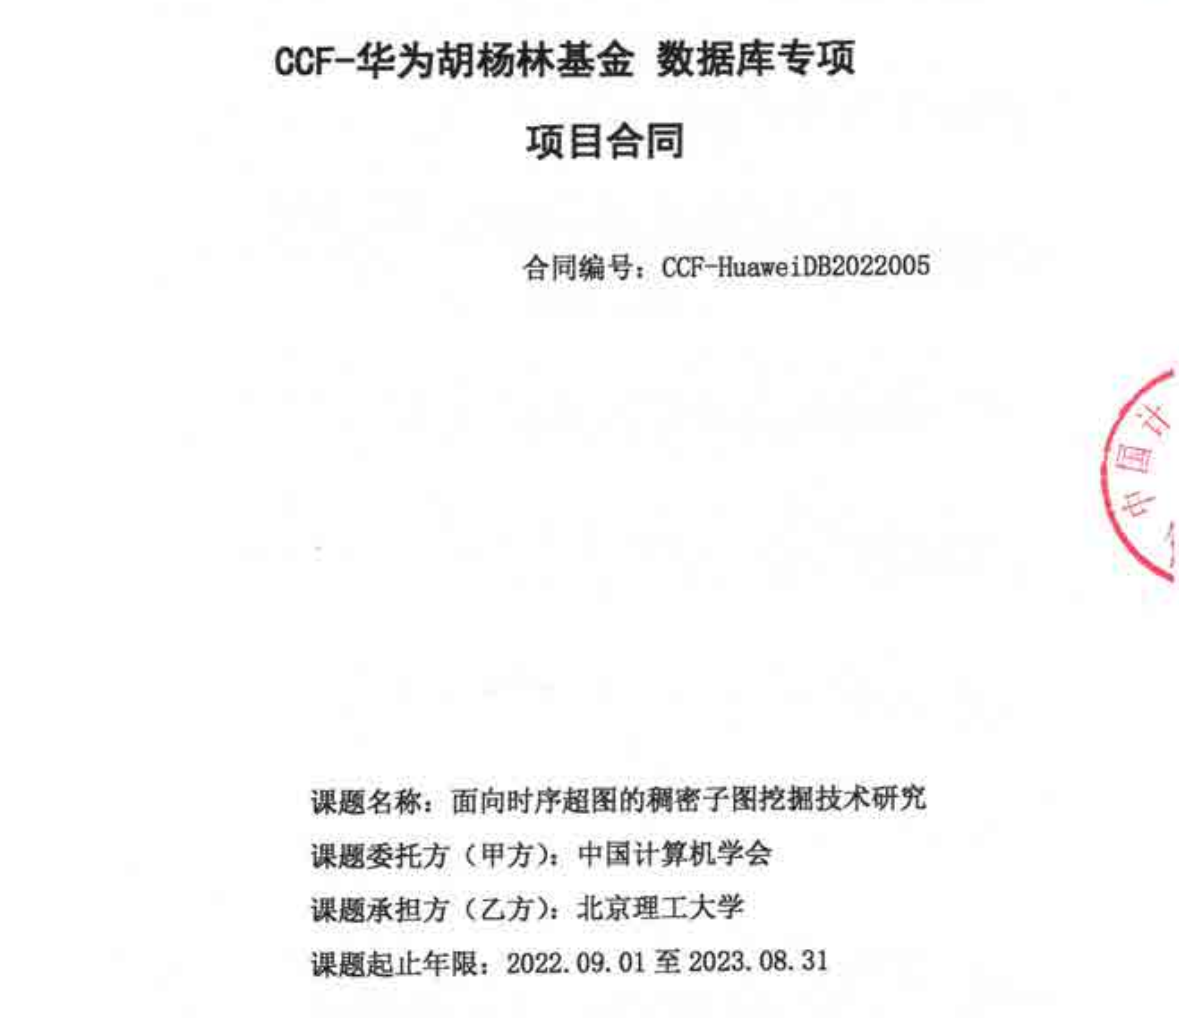 CCF-华为胡杨林基金 数据库专项
项目合同
合同编号：CCF-HuaweiDB2022005
中国计
课题名称：面向时序超图的稠密子图挖掘技术研究
课题委托方（甲方）：中国计算机学会
课题承担方（乙方）：北京理工大学
课题起止年限：2022.09.01 至 2023.08.31